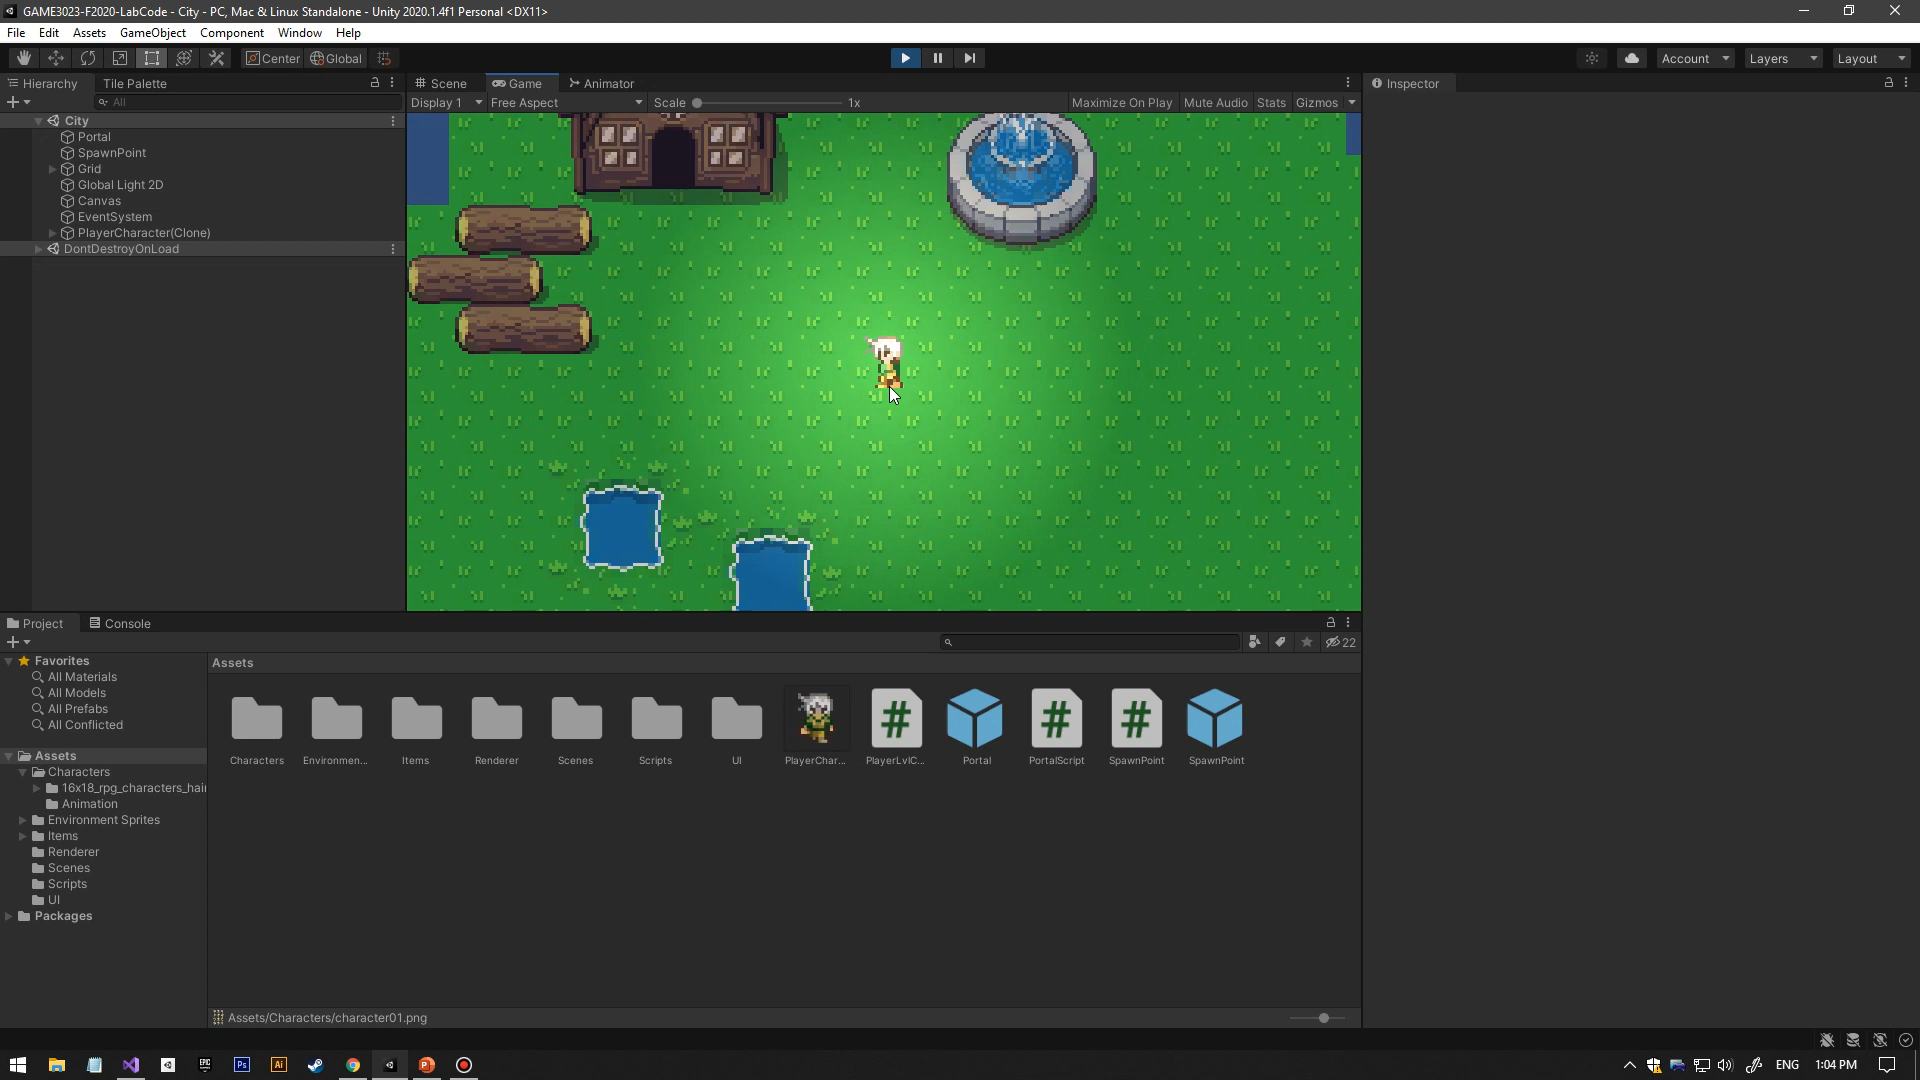 GAME3023-F2020-LabCode - City - PC, Mac & Linux Standalone - Unity 2020.1.4f1 Personal <DX11>
File Edit Assets GameObject Component Window Help
Center Global Account Layers Layout
Hierarchy Tile Palette Scene Game Animator Inspector
All Display 1 Free Aspect Scale 1x Maximize On Play Mute Audio Stats Gizmos
City
Portal
SpawnPoint
Grid
Global Light 2D
Canvas
EventSystem
PlayerCharacter(Clone)
DontDestroyOnLoad
Project Console
22
Favorites
All Materials
All Models
All Prefabs
All Conflicted
Assets
Characters
16x18_rpg_characters_hair
Animation
Environment Sprites
Items
Renderer
Scenes
Scripts
UI
Packages
Assets
Characters Environmen... Items Renderer Scenes Scripts UI PlayerChar... PlayerLvlC... Portal PortalScript SpawnPoint SpawnPoint
Assets/Characters/character01.png
EPIC Ps Ai P ENG 1:04 PM